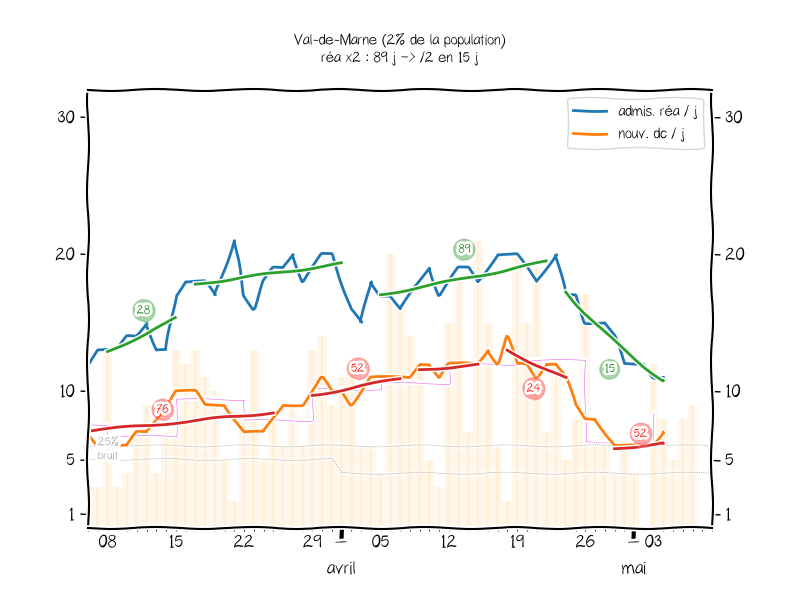 Val-de-Marne (2% de la population)
réa x2 : 89 j -> /2 en 15 j
admis. réa / j
nouv. dc / j
30
30
20
20
10
10
5
5
1
1
28
89
15
76
52
24
52
25%
bruit
08 15 22 29 05 12 19 26 03
avril mai